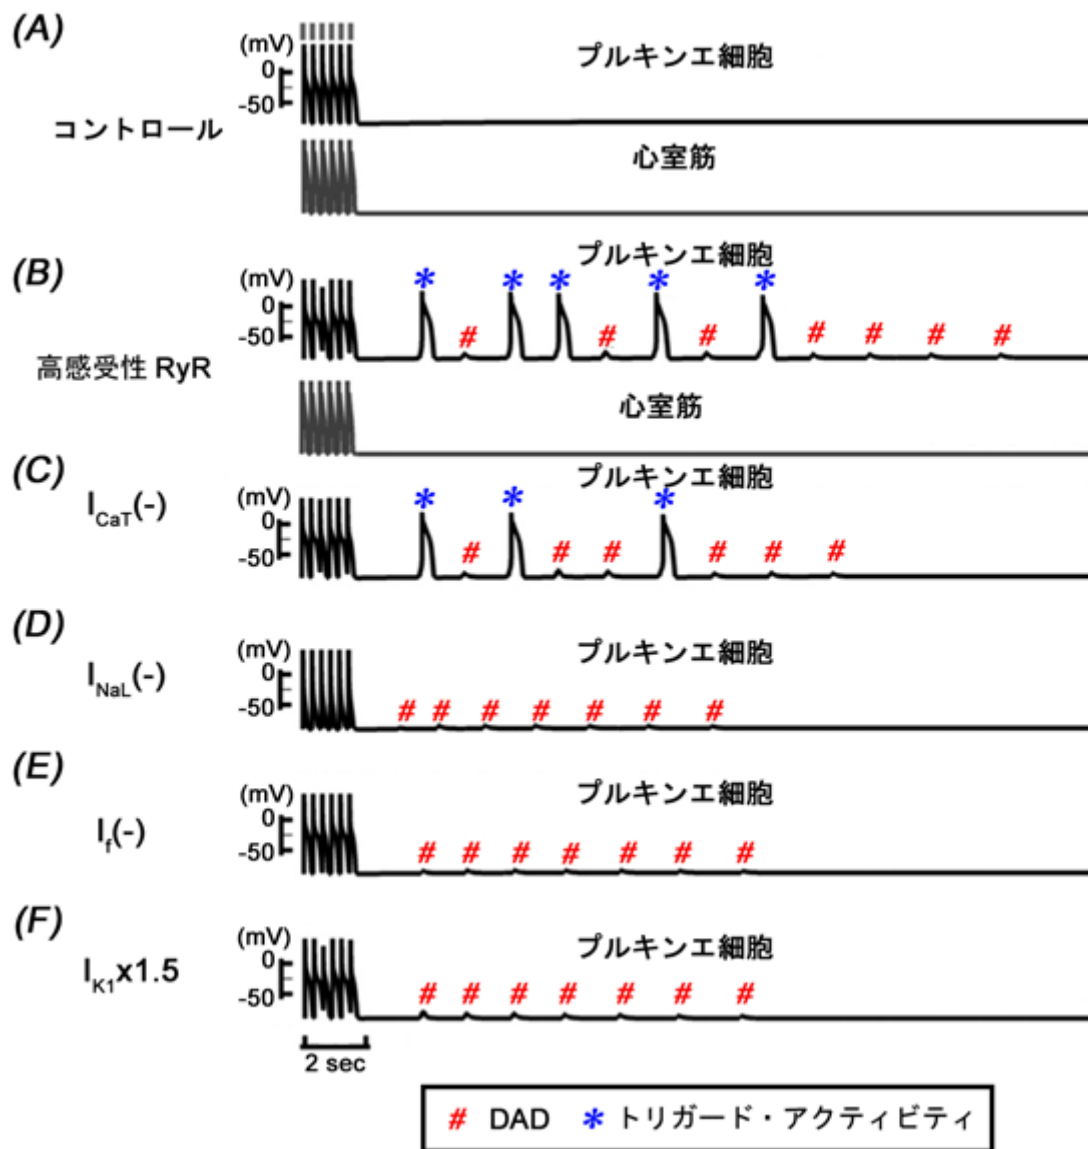 (A)
(mV)
0
-50
コントロール
プルキンエ細胞
心室筋
(B)
(mV)
0
-50
高感受性 RyR
プルキンエ細胞
* * * * *
# # # # # # #
心室筋
(C)
I_CaT(-)
(mV)
0
-50
プルキンエ細胞
* * *
# # # # # #
(D)
I_NaL(-)
(mV)
0
-50
プルキンエ細胞
# # # # # # #
(E)
I_f(-)
(mV)
0
-50
プルキンエ細胞
# # # # # # #
(F)
I_K1x1.5
(mV)
0
-50
プルキンエ細胞
# # # # # # #
2 sec
# DAD * トリガード・アクティビティ